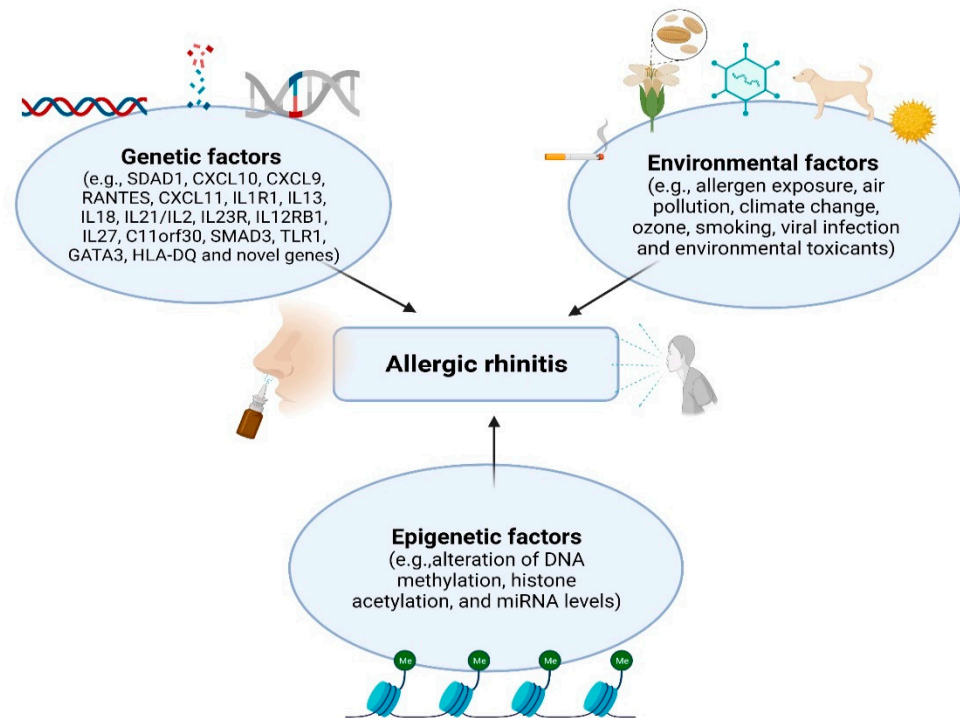 Genetic factors
(e.g., SDAD1, CXCL10, CXCL9,
RANTES, CXCL11, IL1R1, IL13,
IL18, IL21/IL2, IL23R, IL12RB1,
IL27, C11orf30, SMAD3, TLR1,
GATA3, HLA-DQ and novel genes)
Environmental factors
(e.g., allergen exposure, air
pollution, climate change,
ozone, smoking, viral infection
and environmental toxicants)
Allergic rhinitis
Epigenetic factors
(e.g.,alteration of DNA
methylation, histone
acetylation, and miRNA levels)
Me Me Me Me